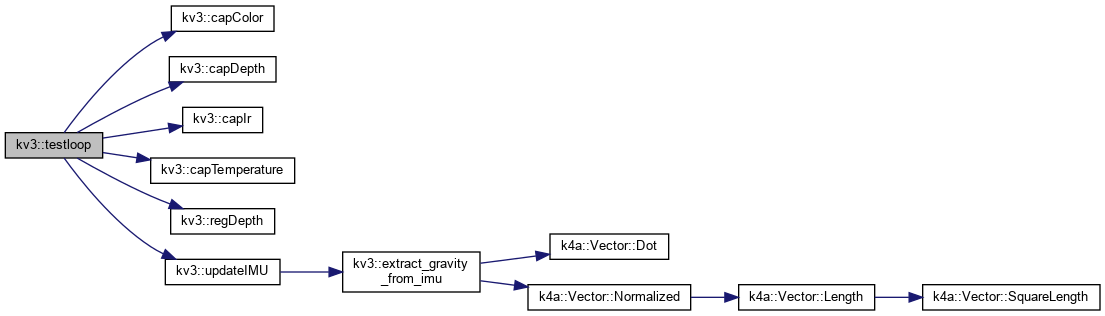 kv3::testloop
kv3::capColor
kv3::capDepth
kv3::capIr
kv3::capTemperature
kv3::regDepth
kv3::updateIMU
kv3::extract_gravity
_from_imu
k4a::Vector::Dot
k4a::Vector::Normalized
k4a::Vector::Length
k4a::Vector::SquareLength